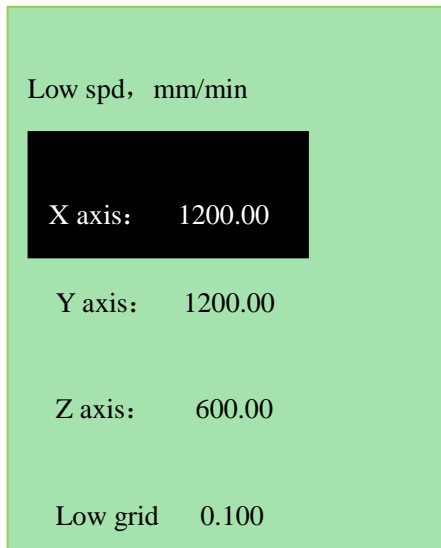 Low spd，mm/min
X axis： 1200.00
Y axis： 1200.00
Z axis： 600.00
Low grid 0.100